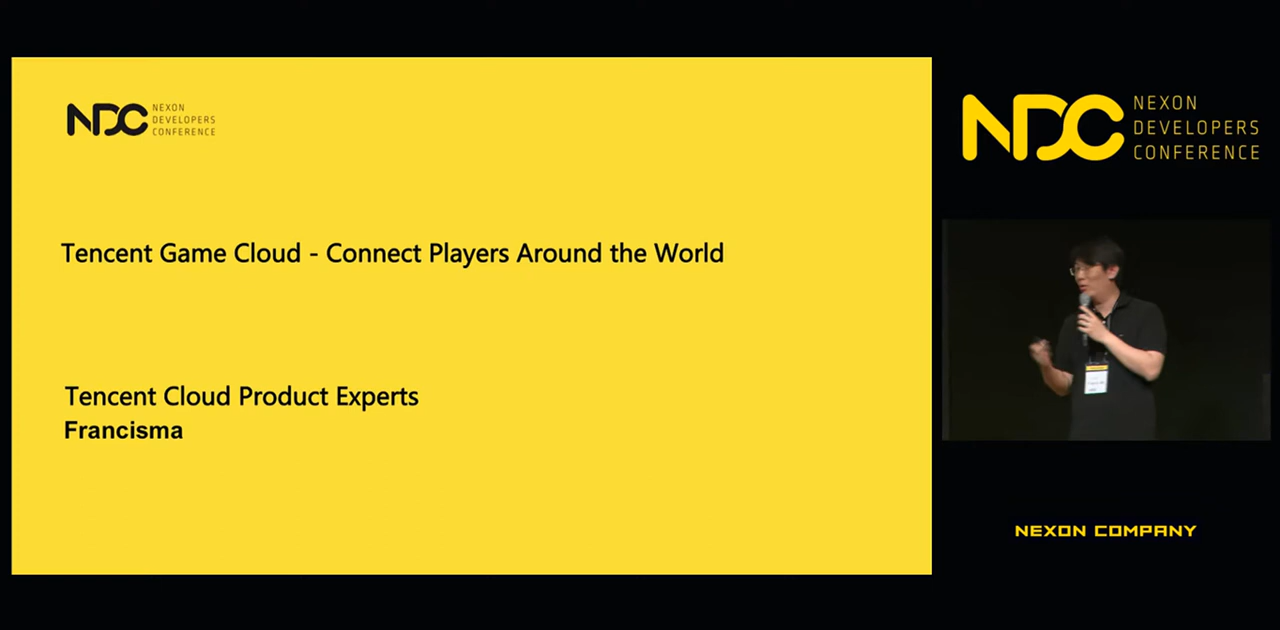 NDC NEXON
DEVELOPERS
CONFERENCE
Tencent Game Cloud - Connect Players Around the World
Tencent Cloud Product Experts
Francisma
NDC NEXON
DEVELOPERS
CONFERENCE
NEXON COMPANY